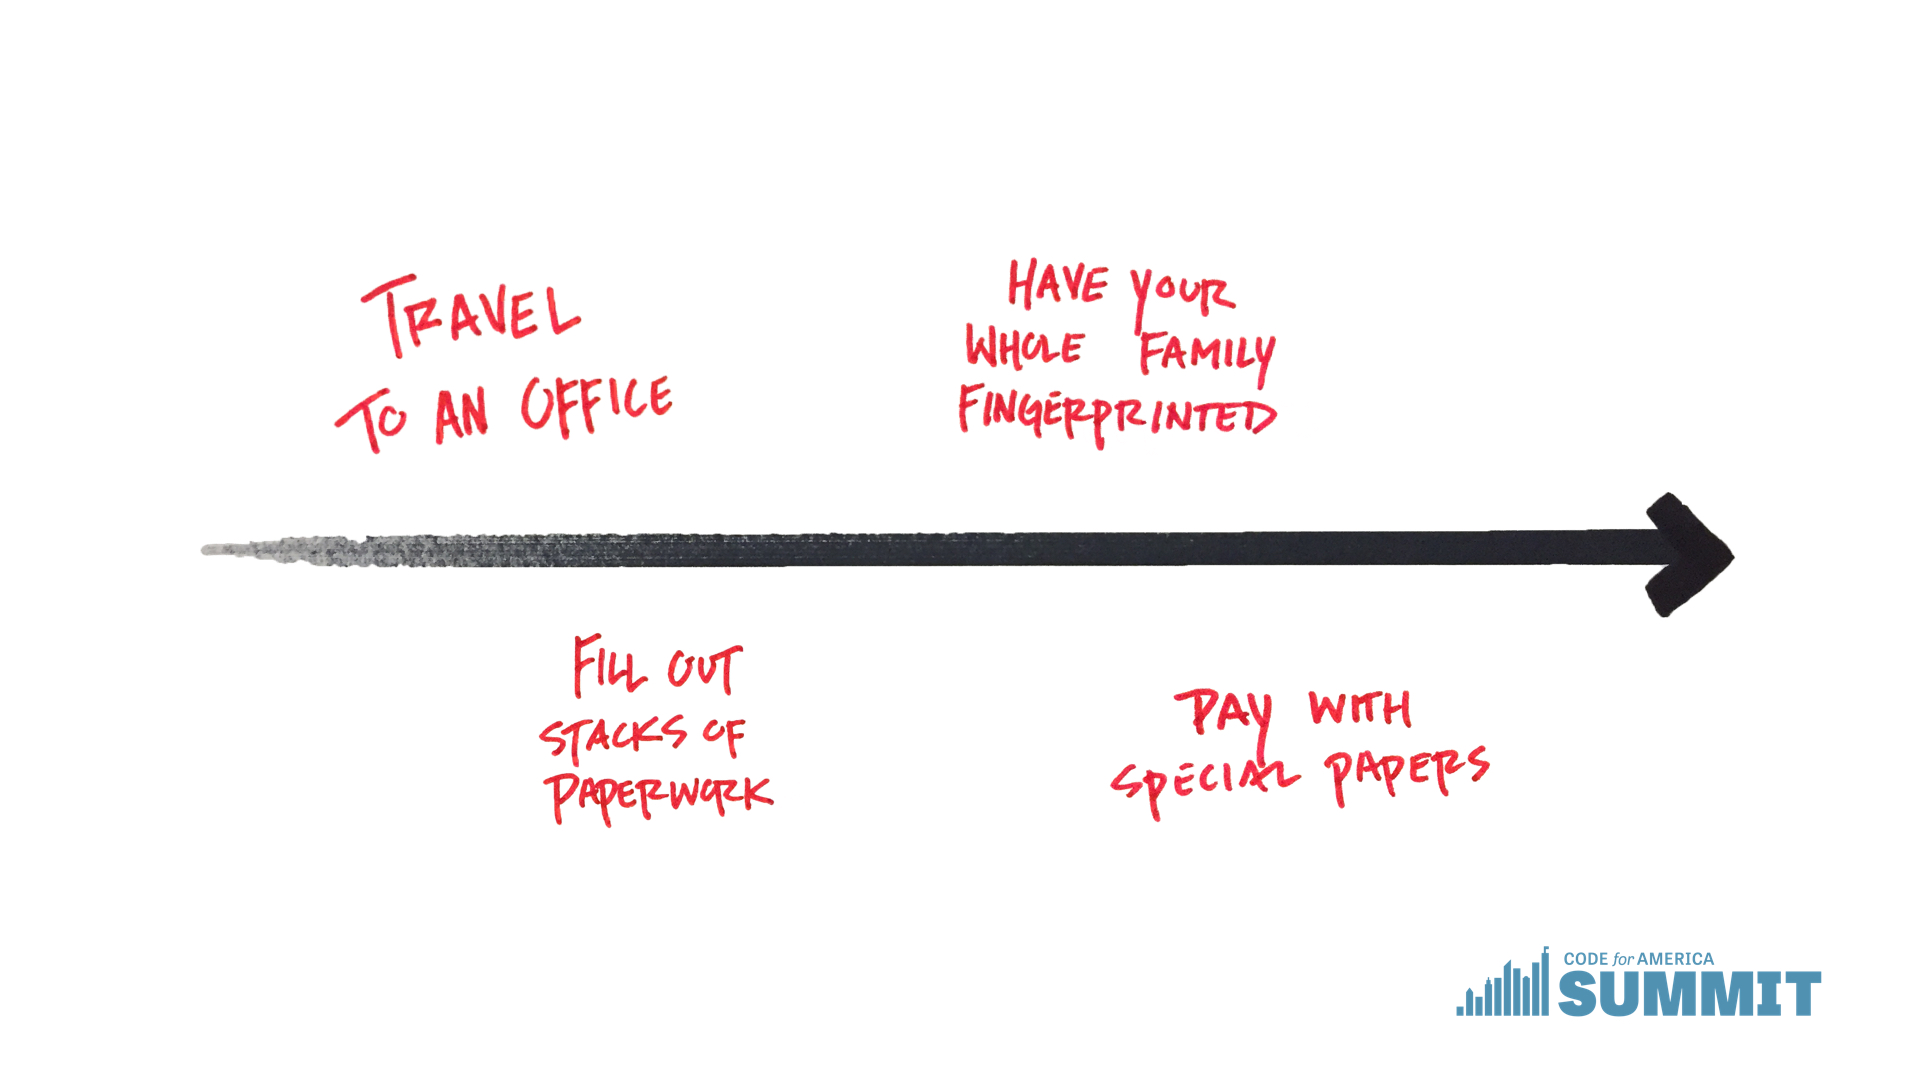 TRAVEL
TO AN OFFICE
HAVE YOUR
WHOLE FAMILY
FINGERPRINTED
FILL OUT
STACKS OF
PAPERWORK
PAY WITH
SPECIAL PAPERS
CODE for AMERICA
SUMMIT